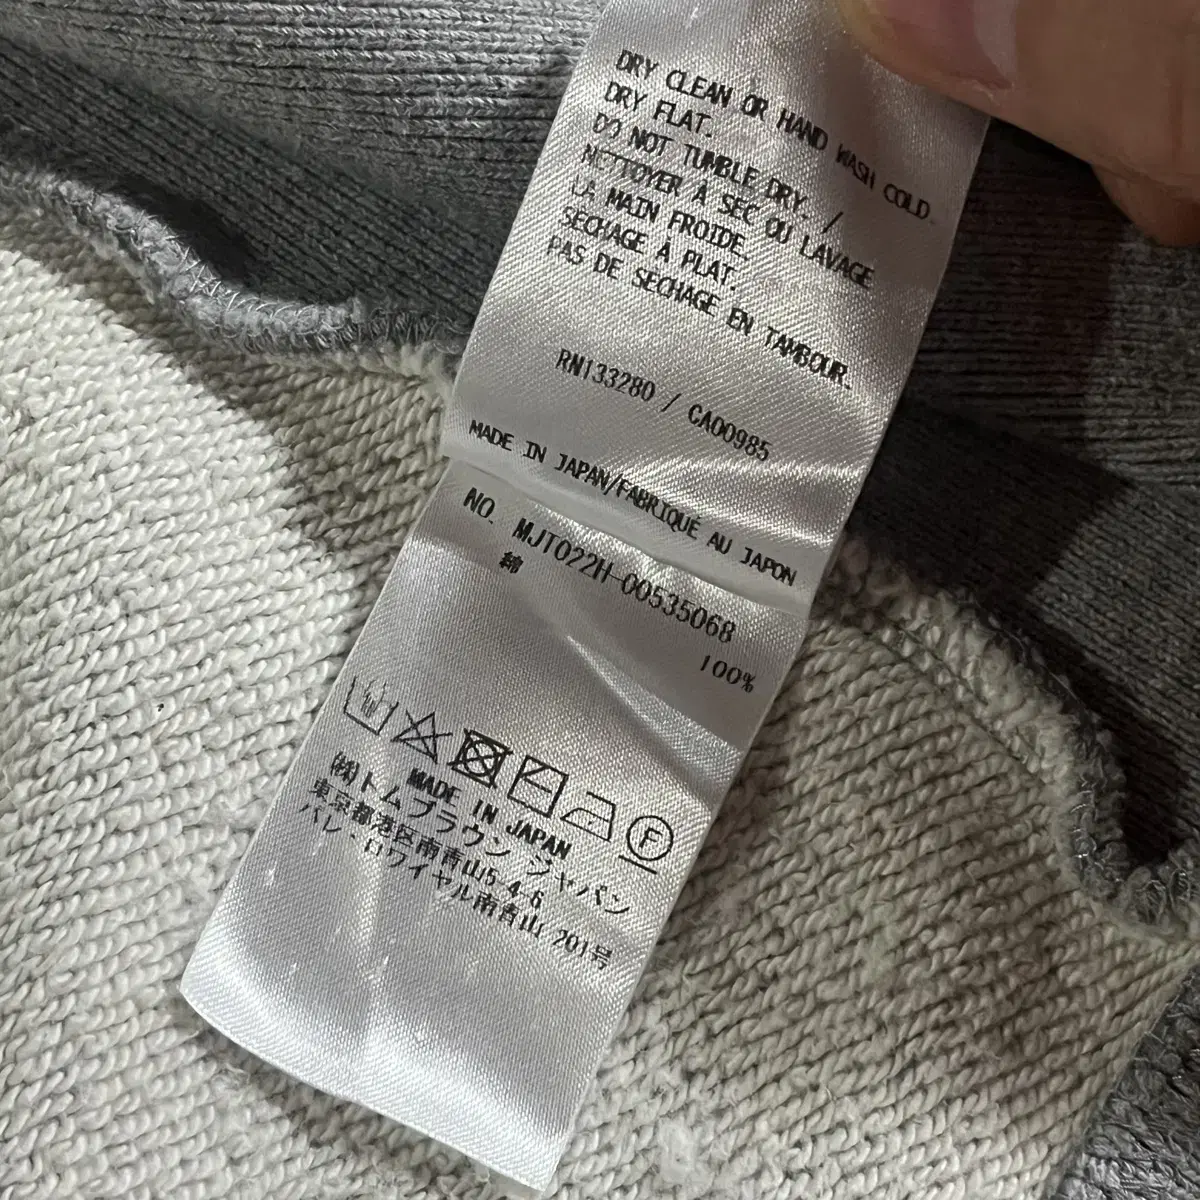 DRY CLEAN OR HAND WASH COLD.
DRY FLAT.
DO NOT TUMBLE DRY. /
NETTOYER À SEC OU LAVAGE
LA MAIN FROIDE.
SÉCHAGE À PLAT.
PAS DE SECHAGE EN TAMBOUR.
RN133280 / CA00985
MADE IN JAPAN/FABRIQUÉ AU JAPON
NO. MJT022H-00535068
綿 100%
F
MADE IN JAPAN
㈱トムブラウン ジャパン
東京都港区南青山5-4-6
パレ・ロワイヤル南青山 201号